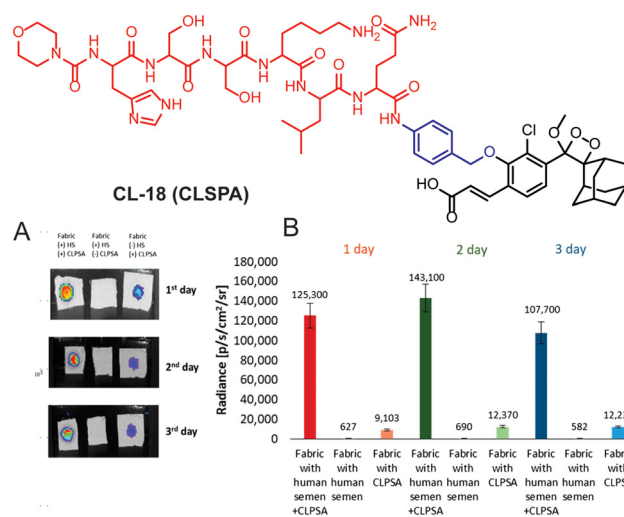 NH2
O
NH2
O
H
N
O
N
H
OH
O
H
N
O
N
H
O
H
N
O
N
H
O
N
O
OH
O
HN
N
NH
Cl
O
O
O
O
HO
O
CL-18 (CLSPA)
A
Fabric
(+) HS
(+) CLPSA
Fabric
(+) HS
(-) CLPSA
Fabric
(-) HS
(+) CLPSA
1st day
2nd day
3rd day
B
1 day
2 day
3 day
Radiance [p/s/cm²/sr]
180,000
160,000
140,000
120,000
100,000
80,000
60,000
40,000
20,000
0
125,300
627
9,103
143,100
690
12,370
107,700
582
Fabric with human semen +CLPSA
Fabric with human semen
Fabric with CLPSA
Fabric with human semen +CLPSA
Fabric with human semen
Fabric with CLPSA
Fabric with human semen +CLPSA
Fabric with human semen